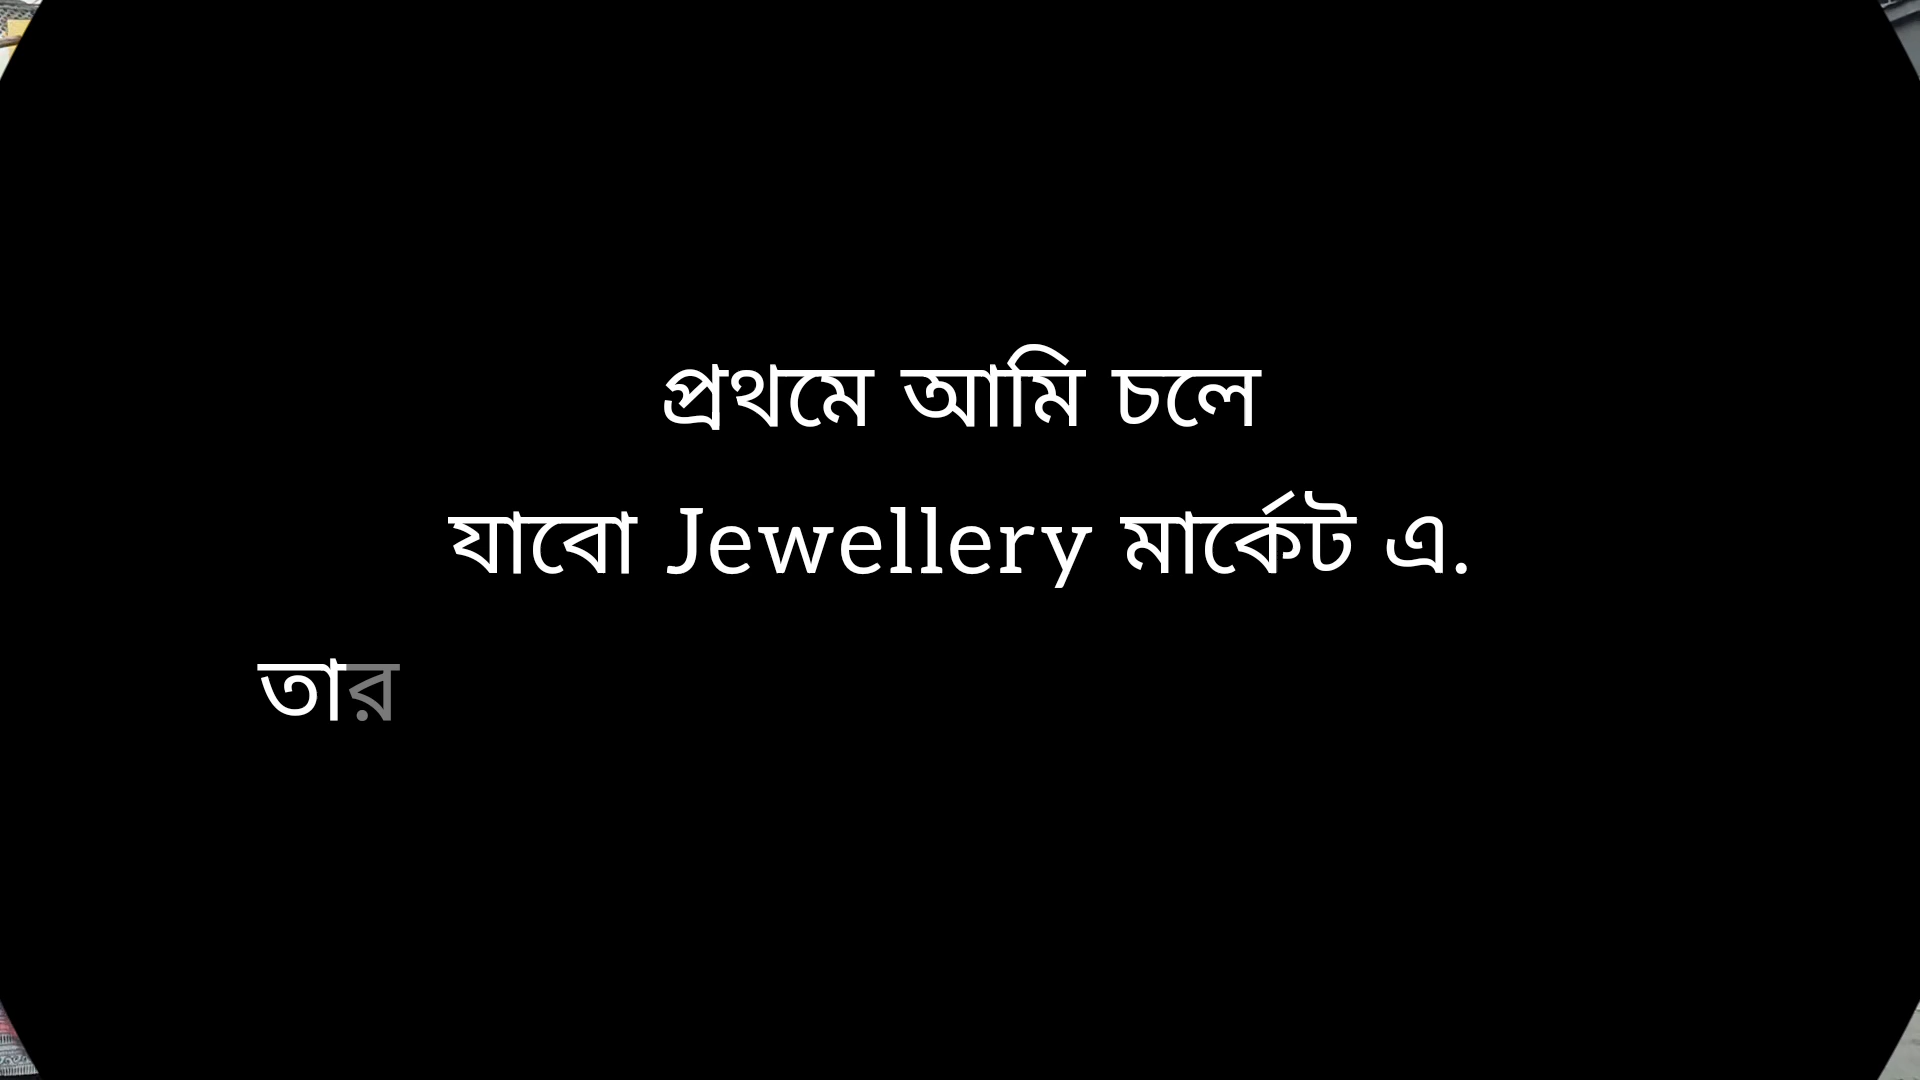 প্রথমে আমি চলে
যাবো Jewellery মার্কেট এ.
তার